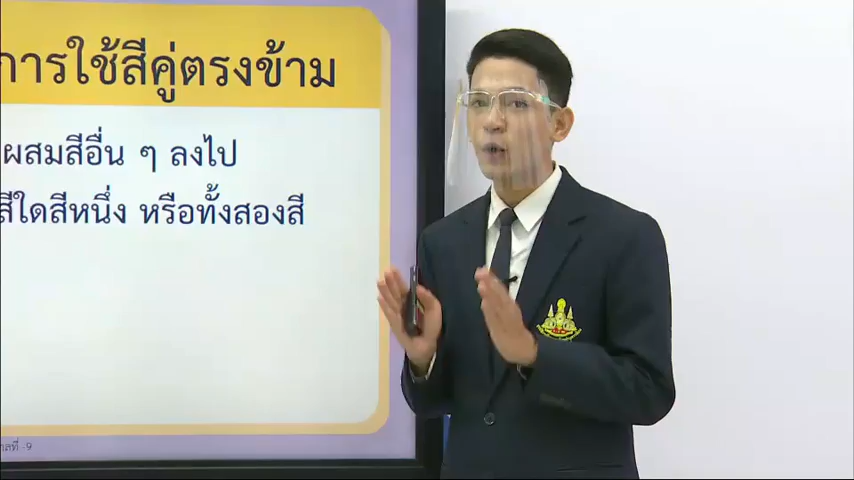 การใช้สีคู่ตรงข้าม
ผสมสีอื่น ๆ ลงไป
สีใดสีหนึ่ง หรือทั้งสองสี